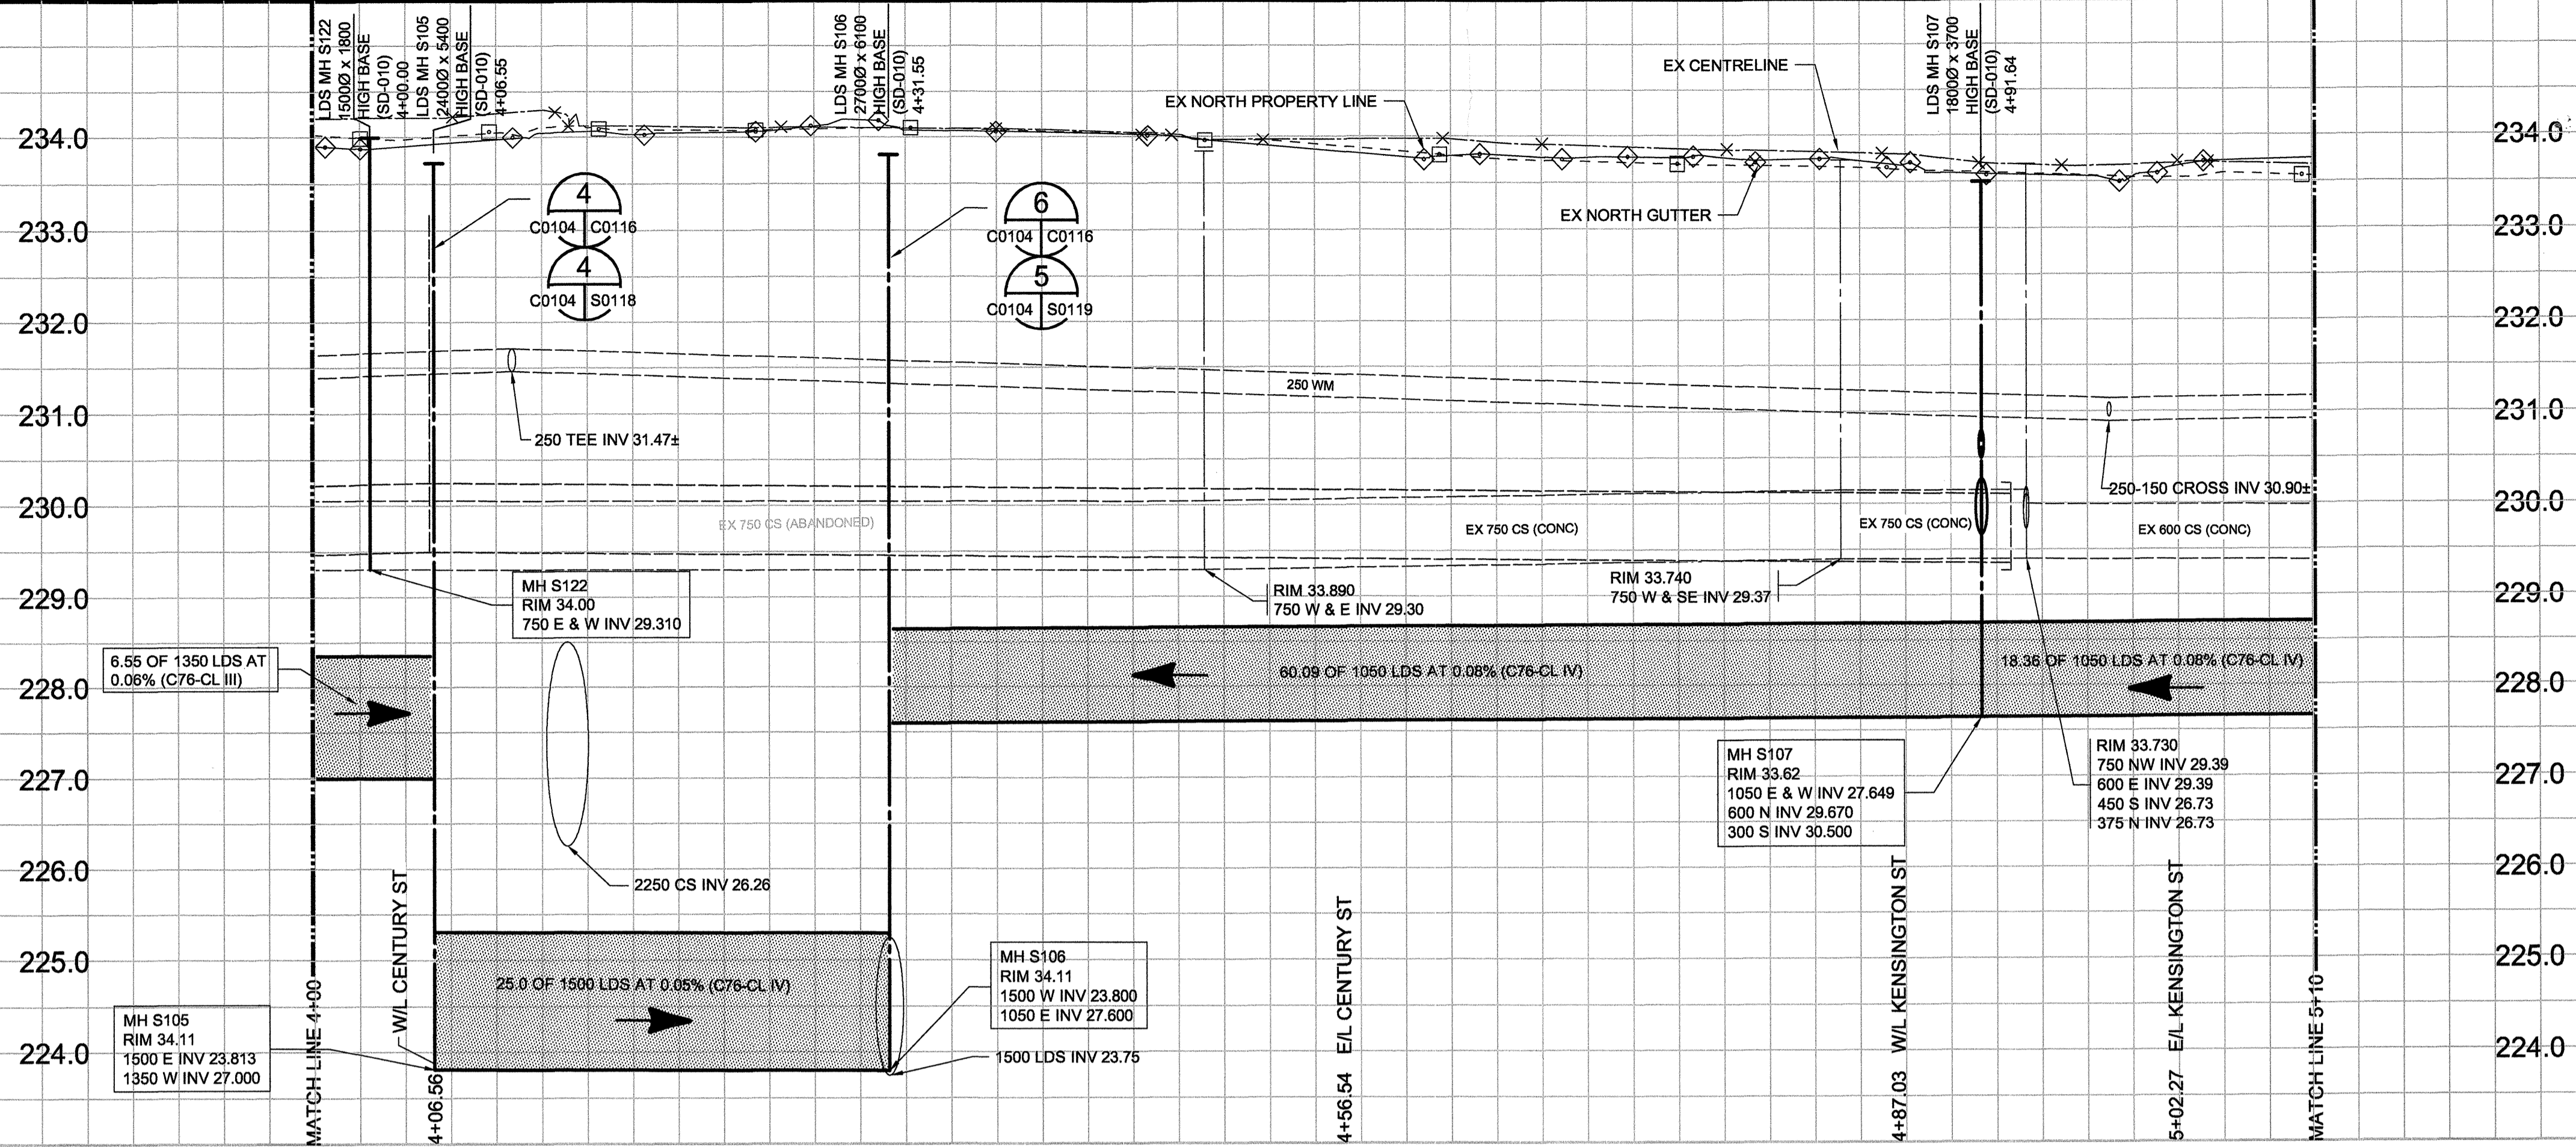 LDS MH S122
1500Ø x 1800
HIGH BASE
(SD-010)
4+00.00
LDS MH S105
2400Ø x 5400
HIGH BASE
(SD-010)
4+06.55
LDS MH S106
2700Ø x 6100
HIGH BASE
(SD-010)
4+31.55
LDS MH S107
1800Ø x 3700
HIGH BASE
(SD-010)
4+91.64
EX CENTRELINE
EX NORTH PROPERTY LINE
234.0
234.0
4
C0104 C0116
4
C0104 S0118
6
C0104 C0116
5
C0104 S0119
EX NORTH GUTTER
233.0
233.0
232.0
232.0
250 WM
231.0
231.0
250 TEE INV 31.47±
250-150 CROSS INV 30.90±
230.0
230.0
EX 750 CS (ABANDONED)
EX 750 CS (CONC)
EX 750 CS (CONC)
EX 600 CS (CONC)
MH S122
RIM 34.00
750 E & W INV 29.310
RIM 33.890
750 W & E INV 29.30
RIM 33.740
750 W & SE INV 29.37
229.0
229.0
6.55 OF 1350 LDS AT
0.06% (C76-CL III)
60.09 OF 1050 LDS AT 0.08% (C76-CL IV)
18.36 OF 1050 LDS AT 0.08% (C76-CL IV)
228.0
228.0
227.0
227.0
MH S107
RIM 33.62
1050 E & W INV 27.649
600 N INV 29.670
300 S INV 30.500
RIM 33.730
750 NW INV 29.39
600 E INV 29.39
450 S INV 26.73
375 N INV 26.73
226.0
226.0
2250 CS INV 26.26
225.0
225.0
25.0 OF 1500 LDS AT 0.05% (C76-CL IV)
MH S106
RIM 34.11
1500 W INV 23.800
1050 E INV 27.600
1500 LDS INV 23.75
224.0
224.0
MH S105
RIM 34.11
1500 E INV 23.813
1350 W INV 27.000
MATCH LINE 4+00
W/L CENTURY ST
4+06.56
4+56.54 E/L CENTURY ST
4+87.03 W/L KENSINGTON ST
5+02.27 E/L KENSINGTON ST
MATCH LINE 5+10